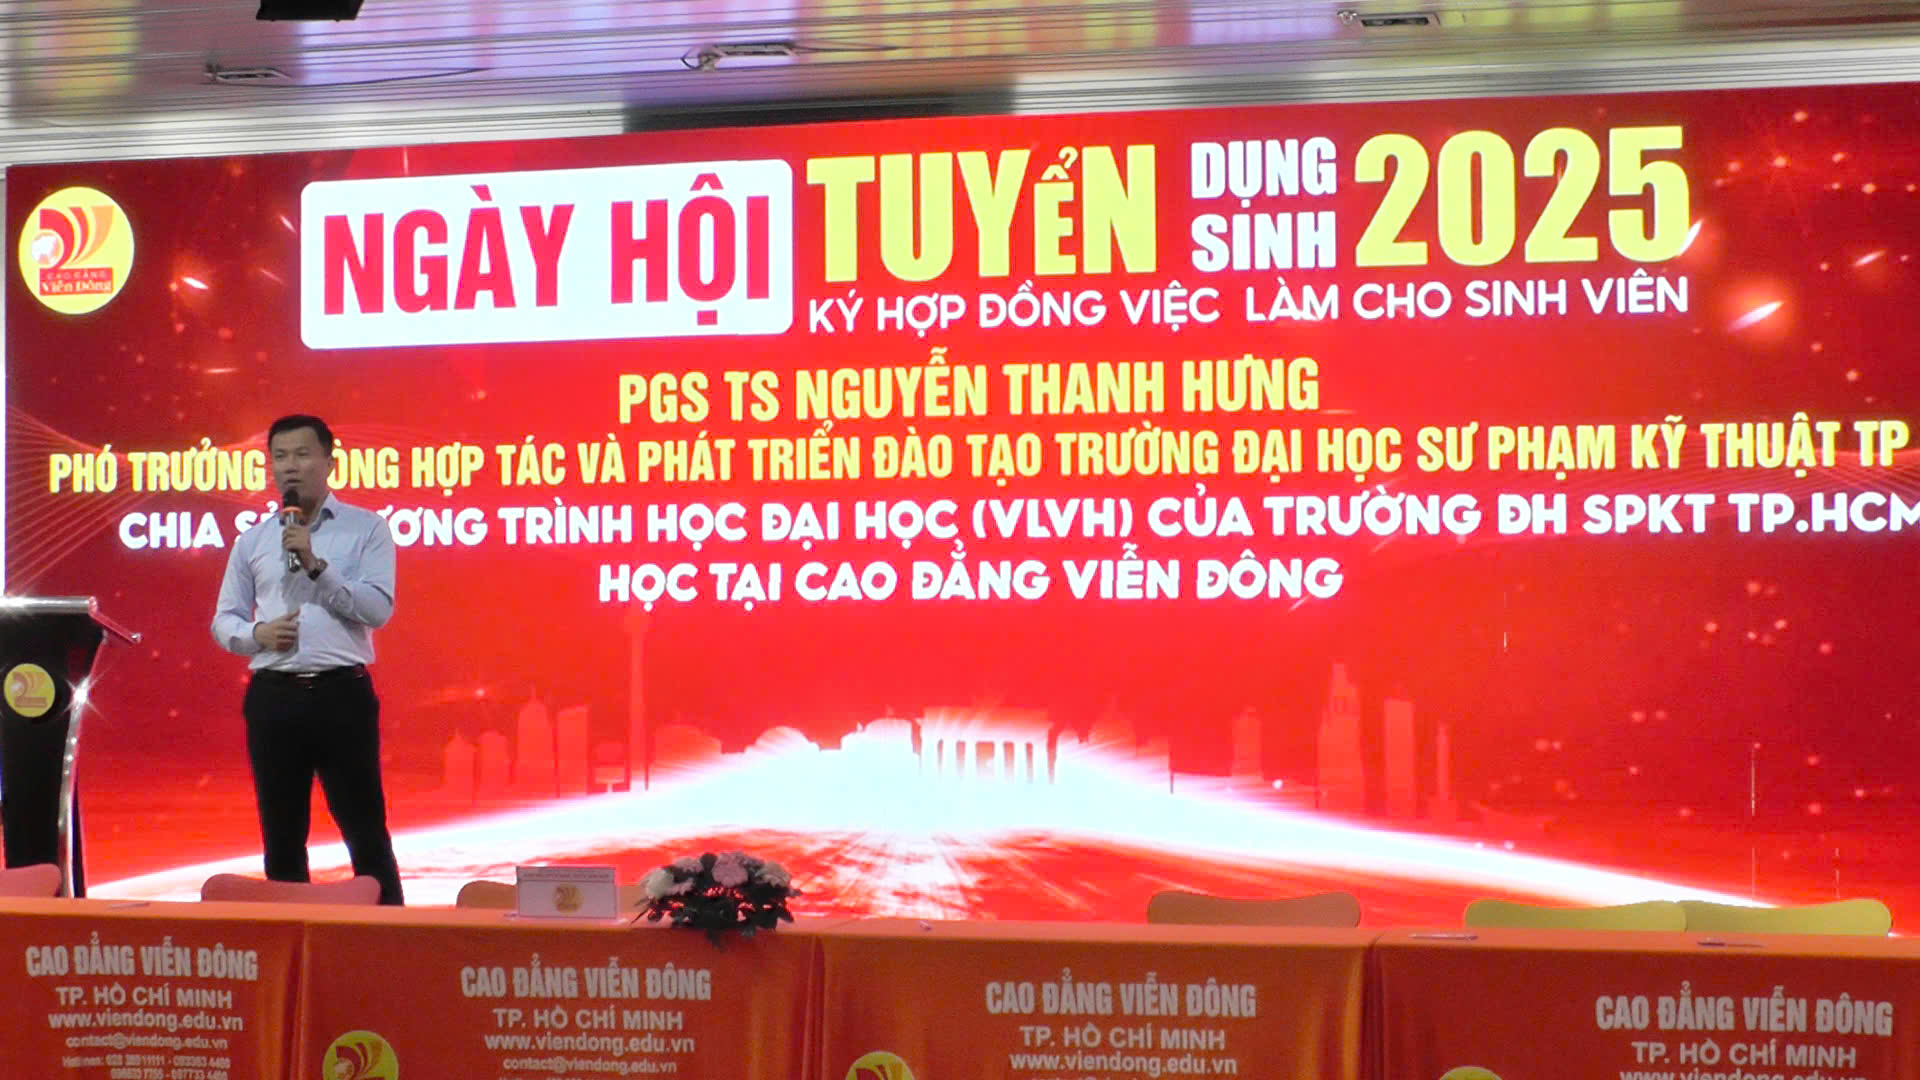 NGÀY HỘI TUYỂN DỤNG SINH 2025
KÝ HỢP ĐỒNG VIỆC LÀM CHO SINH VIÊN
PGS TS NGUYỄN THANH HƯNG
PHÓ TRƯỞNG HỢP TÁC VÀ PHÁT TRIỂN ĐÀO TẠO TRƯỜNG ĐẠI HỌC SƯ PHẠM KỸ THUẬT TP
CHIA TRÌNH HỌC ĐẠI HỌC (VLVH) CỦA TRƯỜNG ĐH SPKT TP.HCM
HỌC TẠI CAO ĐẲNG VIỄN ĐÔNG
CAO ĐẲNG
Viễn Đông
CAO ĐẲNG VIỄN ĐÔNG
TP. HỒ CHÍ MINH
www.viendong.edu.vn
contact@viendong.edu.vn
CAO ĐẲNG VIỄN ĐÔNG
TP. HỒ CHÍ MINH
www.viendong.edu.vn
contact@viendong.edu.vn
CAO ĐẲNG VIỄN ĐÔNG
TP. HỒ CHÍ MINH
www.viendong.edu.vn
CAO ĐẲNG VIỄN ĐÔNG
TP. HỒ CHÍ MINH
www.viendong.edu.vn